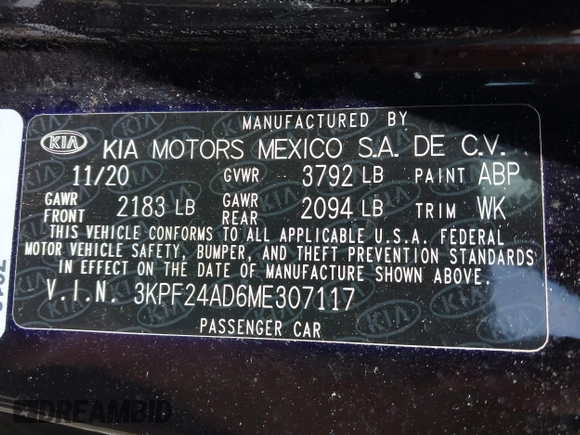 MANUFACTURED BY
KIA KIA MOTORS MEXICO S.A. DE C.V.
11/20 GVWR 3792 LB PAINT ABP
GAWR FRONT 2183 LB GAWR REAR 2094 LB TRIM WK
THIS VEHICLE CONFORMS TO ALL APPLICABLE U.S.A. FEDERAL
MOTOR VEHICLE SAFETY, BUMPER, AND THEFT PREVENTION STANDARDS
IN EFFECT ON THE DATE OF MANUFACTURE SHOWN ABOVE.
V.I.N. 3KPF24AD6ME307117
PASSENGER CAR
DREAMBID